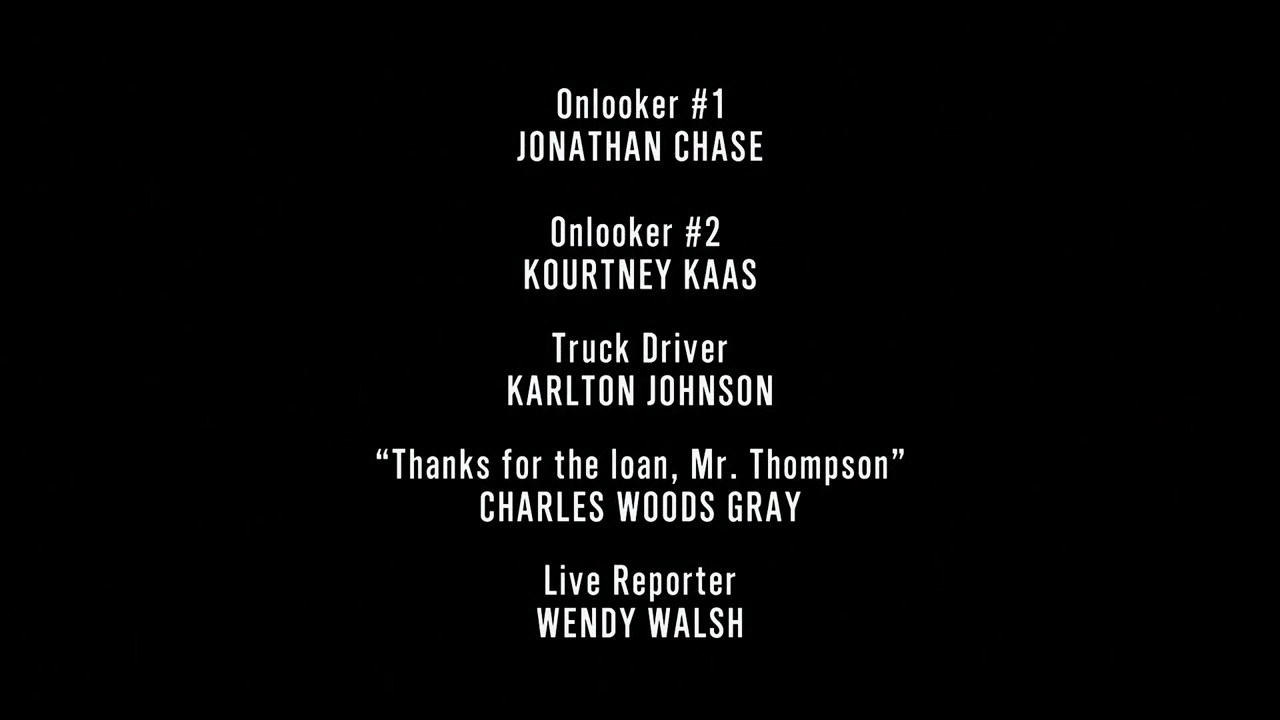 Onlooker #1
JONATHAN CHASE
Onlooker #2
KOURTNEY KAAS
Truck Driver
KARLTON JOHNSON
“Thanks for the loan, Mr. Thompson”
CHARLES WOODS GRAY
Live Reporter
WENDY WALSH